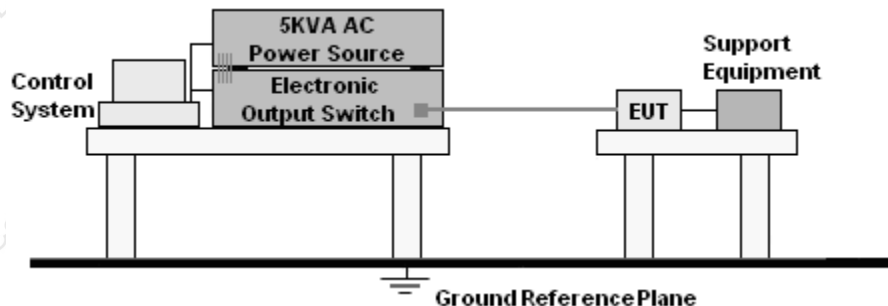 5KVA AC
Power Source
Electronic
Output Switch
Control
System
EUT
Support
Equipment
Ground Reference Plane